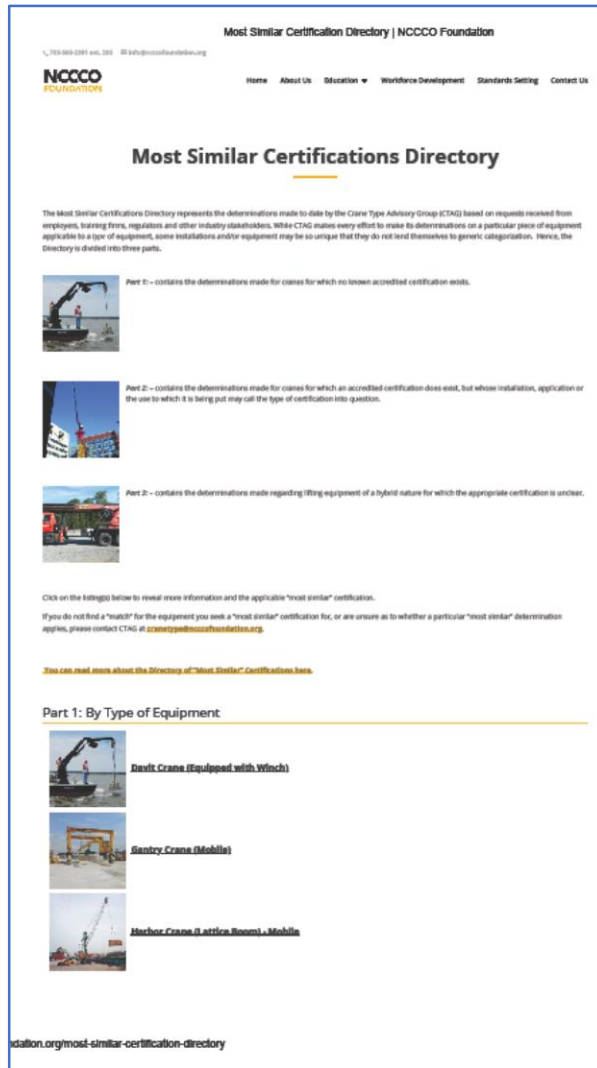 Most Similar Certification Directory | NCCCO Foundation
703-560-2391 ext. 205 info@ncccofoundation.org
NCCCO
FOUNDATION
Home About Us Education Workforce Development Standards Setting Contact Us
Most Similar Certifications Directory
The Most Similar Certifications Directory represents the determinations made to date by the Crane Type Advisory Group (CTAG) based on requests received from
employers, training firms, regulators and other industry stakeholders. While CTAG makes every effort to make its determinations on a particular piece of equipment
applicable to a type of equipment, some installations and/or equipment may be so unique that they do not lend themselves to generic categorization. Hence, the
Directory is divided into three parts.
Part 1: – contains the determinations made for cranes for which no known accredited certification exists.
Part 2: – contains the determinations made for cranes for which an accredited certification does exist, but whose installation, application or
the use to which it is being put may call the type of certification into question.
Part 3: – contains the determinations made regarding lifting equipment of a hybrid nature for which the appropriate certification is unclear.
Click on the listing(s) below to reveal more information and the applicable "most similar" certification.
If you do not find a "match" for the equipment you seek a "most similar" certification for, or are unsure as to whether a particular "most similar" determination
applies, please contact CTAG at cranetype@ncccofoundation.org.
You can read more about the Directory of "Most Similar" Certifications here.
Part 1: By Type of Equipment
Davit Crane (Equipped with Winch)
Gantry Crane (Mobile)
Harbor Crane (Lattice Boom) - Mobile
ndation.org/most-similar-certification-directory